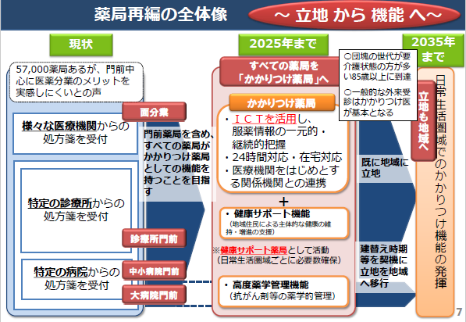 薬局再編の全体像
～ 立地 から 機能 へ～
現状
57,000薬局あるが、門前中心に医薬分業のメリットを実感しにくいとの声
面分業
様々な医療機関からの
処方箋を受付
特定の診療所からの
処方箋を受付
診療所門前
特定の病院からの
処方箋を受付
中小病院門前
大病院門前
門前薬局を含め、
すべての薬局が
かかりつけ薬局
としての機能を
持つことを目指
す
2025年まで
すべての薬局を
「かかりつけ薬局」へ
かかりつけ薬局
・ＩＣＴを活用し、
服薬情報の一元的・
継続的把握
・24時間対応・在宅対応
・医療機関をはじめとす
る関係機関との連携
＋
・健康サポート機能
（地域住民による主体的な健康の維
持・増進の支援）
※健康サポート薬局として活動
（日常生活圏域ごとに必要数確保）
・高度薬学管理機能
（抗がん剤等の薬学的管理）
○団塊の世代が要
介護状態の方が多
い85歳以上に到達
○一般的な外来受
診はかかりつけ医
が基本となる
立地も地域へ
既に地域に
立地
建替え時期
等を契機に
立地を地域
へ移行
2035年
まで
日常生活圏域でのかかりつけ機能の発揮
7